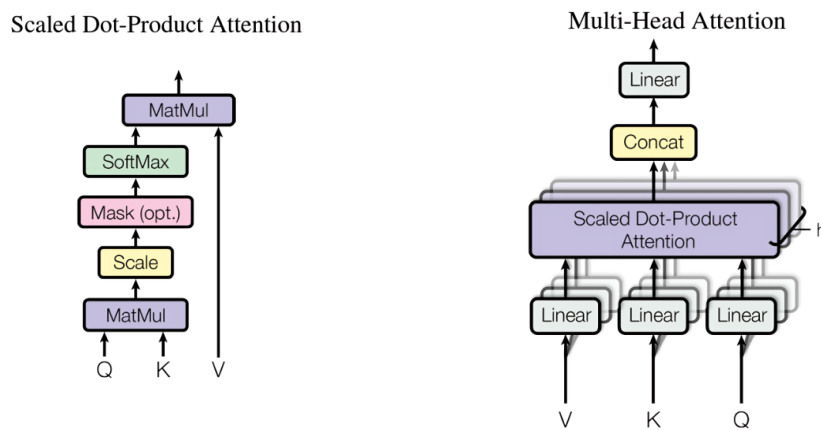 Scaled Dot-Product Attention
MatMul
SoftMax
Mask (opt.)
Scale
MatMul
Q K V
Multi-Head Attention
Linear
Concat
Scaled Dot-Product
Attention
h
Linear Linear Linear
V K Q